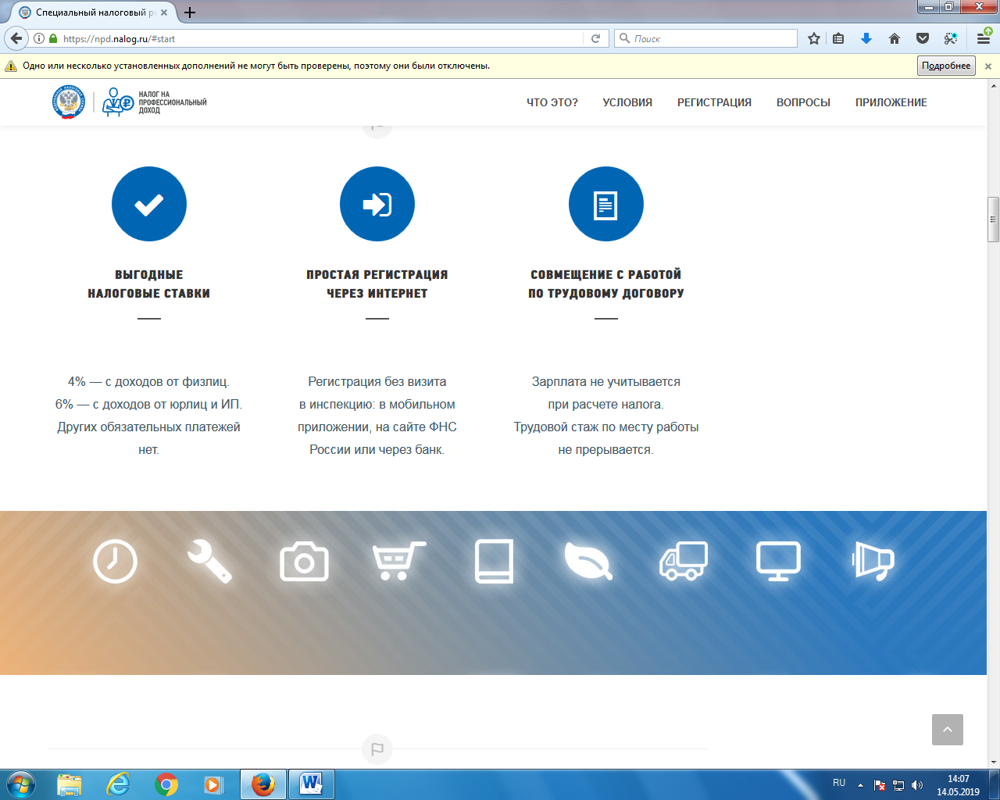 Специальный налоговый р
https://npd.nalog.ru/#start
Поиск
Одно или несколько установленных дополнений не могут быть проверены, поэтому они были отключены.
Подробнее
НАЛОГ НА
ПРОФЕССИОНАЛЬНЫЙ
ДОХОД
ЧТО ЭТО?
УСЛОВИЯ
РЕГИСТРАЦИЯ
ВОПРОСЫ
ПРИЛОЖЕНИЕ
ВЫГОДНЫЕ
НАЛОГОВЫЕ СТАВКИ
4% — с доходов от физлиц.
6% — с доходов от юрлиц и ИП.
Других обязательных платежей
нет.
ПРОСТАЯ РЕГИСТРАЦИЯ
ЧЕРЕЗ ИНТЕРНЕТ
Регистрация без визита
в инспекцию: в мобильном
приложении, на сайте ФНС
России или через банк.
СОВМЕЩЕНИЕ С РАБОТОЙ
ПО ТРУДОВОМУ ДОГОВОРУ
Зарплата не учитывается
при расчете налога.
Трудовой стаж по месту работы
не прерывается.
RU
14:07
14.05.2019